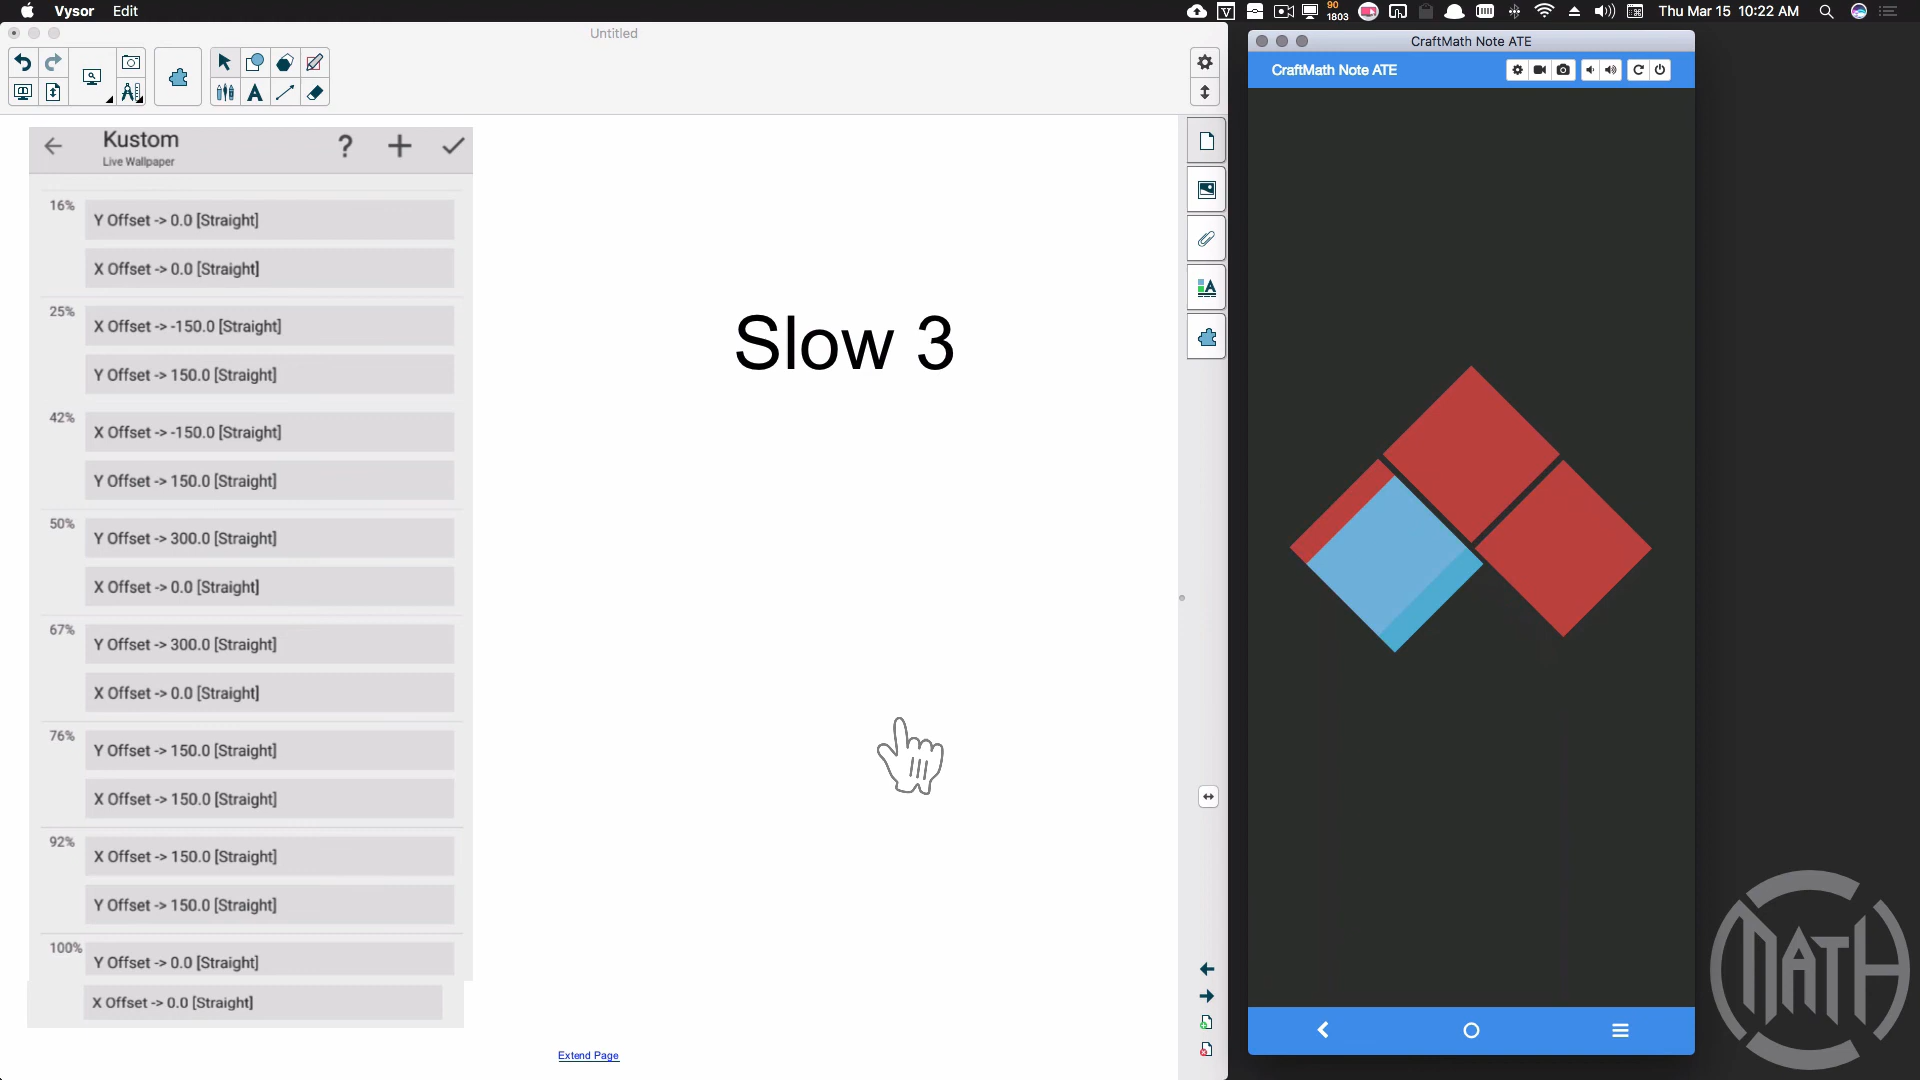 Vysor Edit
90
1803
Thu Mar 15 10:22 AM
Untitled
CraftMath Note ATE
CraftMath Note ATE
Kustom
Live Wallpaper
16%
Y Offset -> 0.0 [Straight]
X Offset -> 0.0 [Straight]
25%
X Offset -> -150.0 [Straight]
Y Offset -> 150.0 [Straight]
42%
X Offset -> -150.0 [Straight]
Y Offset -> 150.0 [Straight]
50%
Y Offset -> 300.0 [Straight]
X Offset -> 0.0 [Straight]
67%
Y Offset -> 300.0 [Straight]
X Offset -> 0.0 [Straight]
76%
Y Offset -> 150.0 [Straight]
X Offset -> 150.0 [Straight]
92%
X Offset -> 150.0 [Straight]
Y Offset -> 150.0 [Straight]
100%
Y Offset -> 0.0 [Straight]
X Offset -> 0.0 [Straight]
Slow 3
Extend Page
MATH